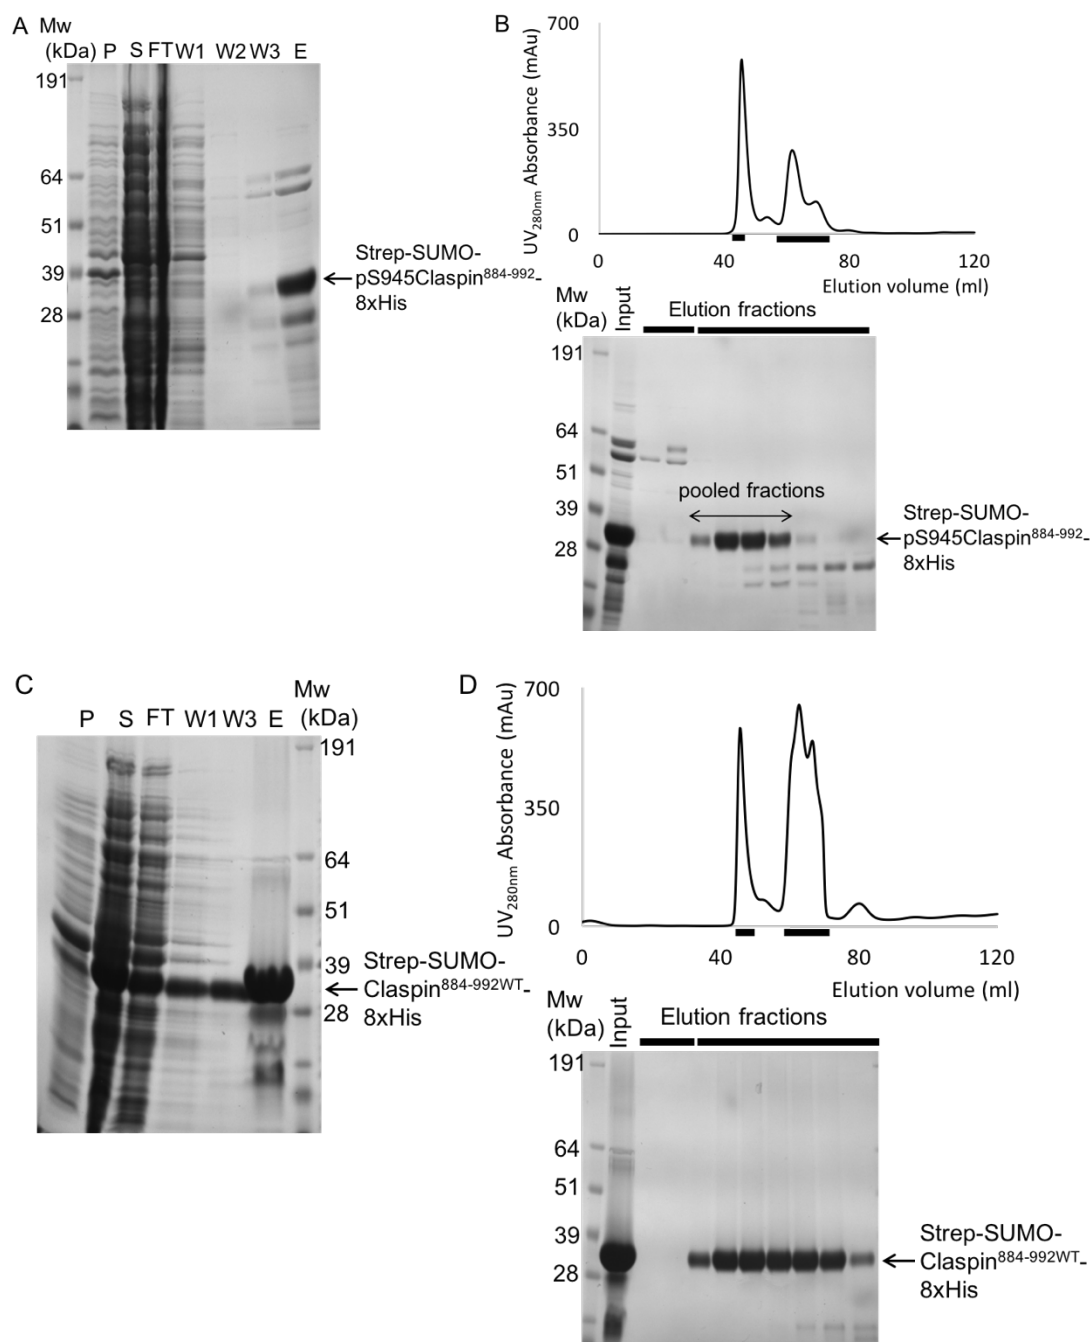 A
Mw
(kDa)
P S FT W1 W2 W3 E
191
64
51
39
28
Strep-SUMO-
pS945Claspin884-992-
8xHis
B
UV280nm Absorbance (mAu)
700
350
0
0 40 80 120
Elution volume (ml)
Mw
(kDa)
Input
Elution fractions
191
64
51
39
28
pooled fractions
Strep-SUMO-
pS945Claspin884-992-
8xHis
C
P S FT W1 W3 E
Mw
(kDa)
191
64
51
39
28
Strep-SUMO-
Claspin884-992WT-
8xHis
D
UV280nm Absorbance (mAu)
700
350
0
0 40 80 120
Elution volume (ml)
Mw
(kDa)
Input
Elution fractions
191
64
51
39
28
Strep-SUMO-
Claspin884-992WT-
8xHis